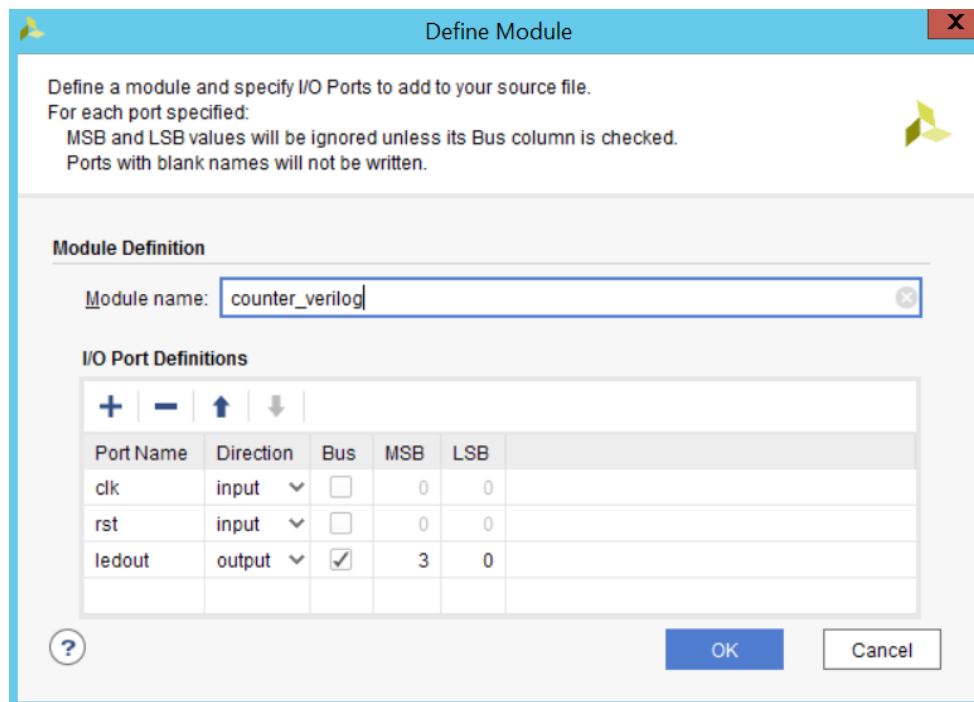 Define Module
X
Define a module and specify I/O Ports to add to your source file.
For each port specified:
MSB and LSB values will be ignored unless its Bus column is checked.
Ports with blank names will not be written.
Module Definition
Module name: counter_verilog
I/O Port Definitions
Port Name Direction Bus MSB LSB
clk input 0 0
rst input 0 0
ledout output 3 0
? OK Cancel